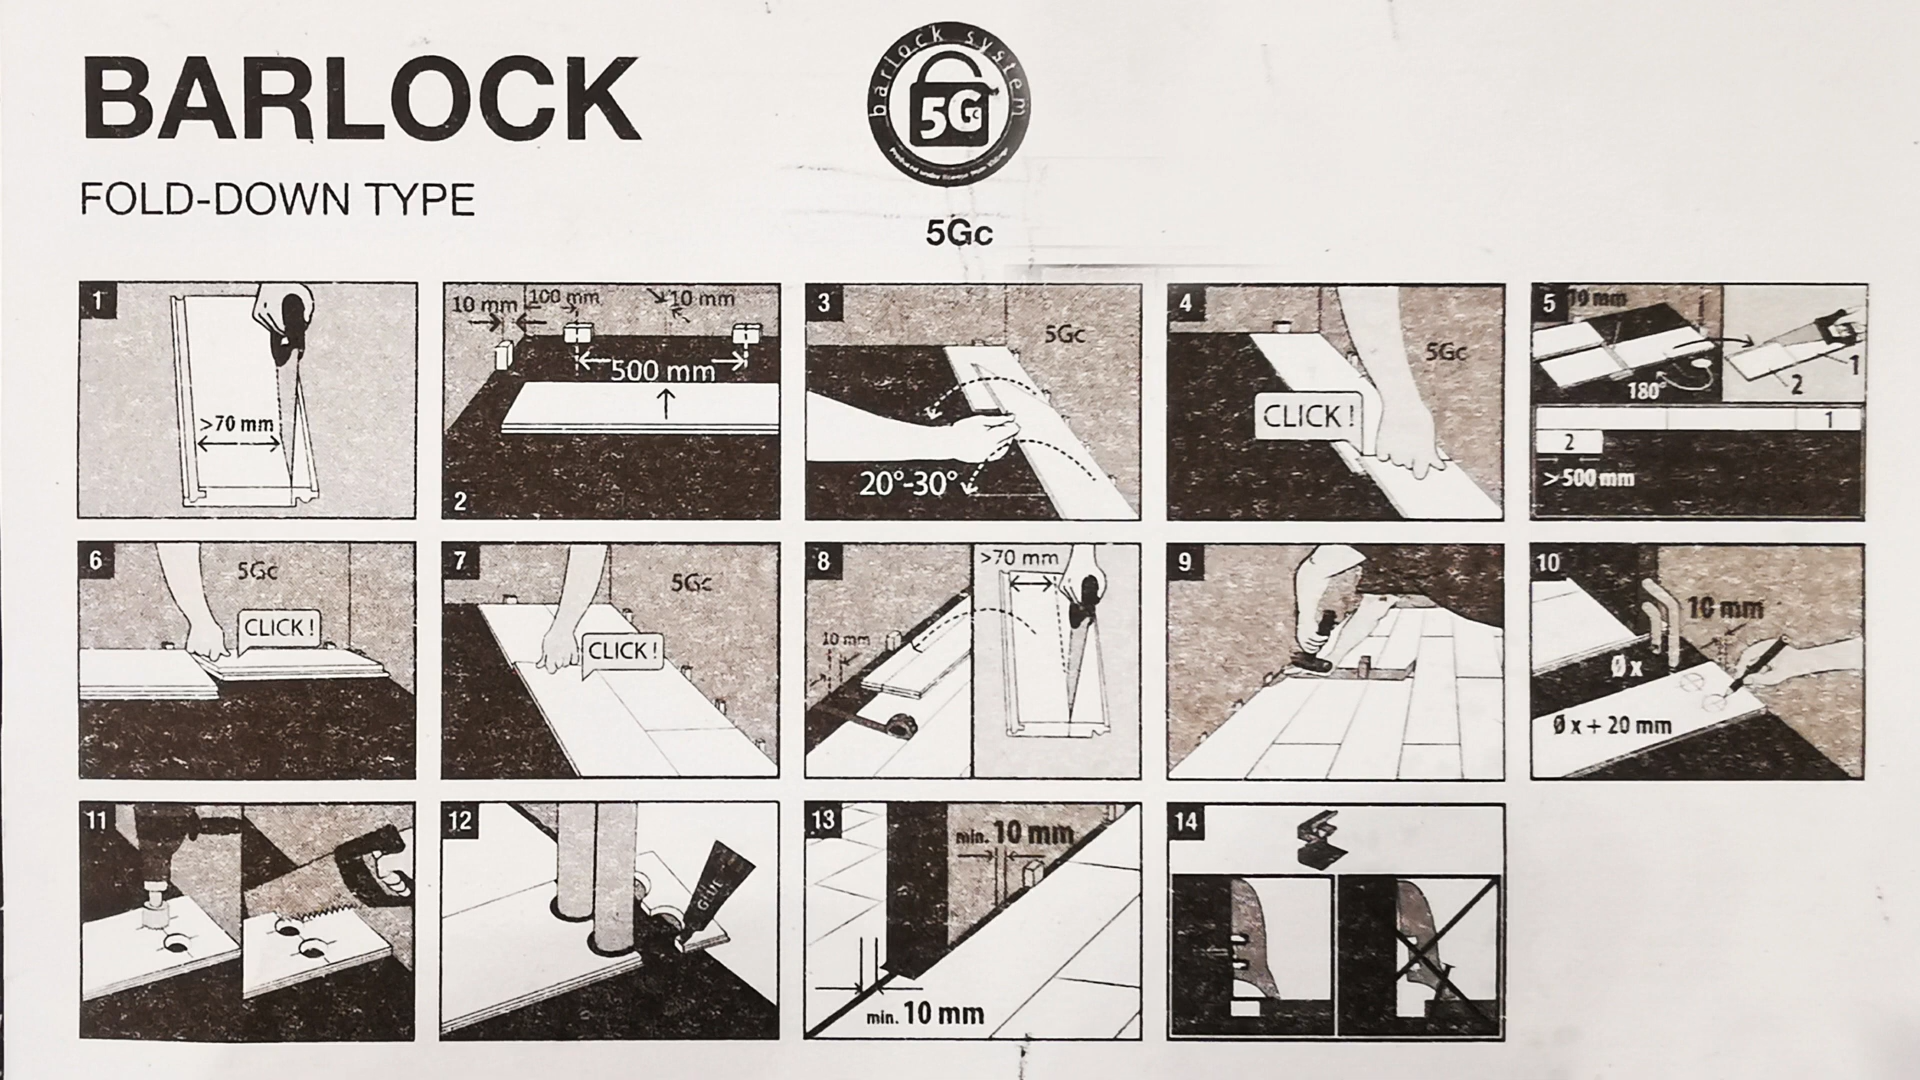 BARLOCK
FOLD-DOWN TYPE
barlock system
5Gc
5Gc
1
>70 mm
10 mm
100 mm
10 mm
500 mm
2
3
5Gc
20°-30°
4
5Gc
CLICK !
5
10 mm
180°
1
2
1
2
>500 mm
6
5Gc
CLICK !
7
5Gc
CLICK !
8
>70 mm
10 mm
9
10
10 mm
Ø x
Ø x + 20 mm
11
12
GLUE
13
min. 10 mm
min. 10 mm
14